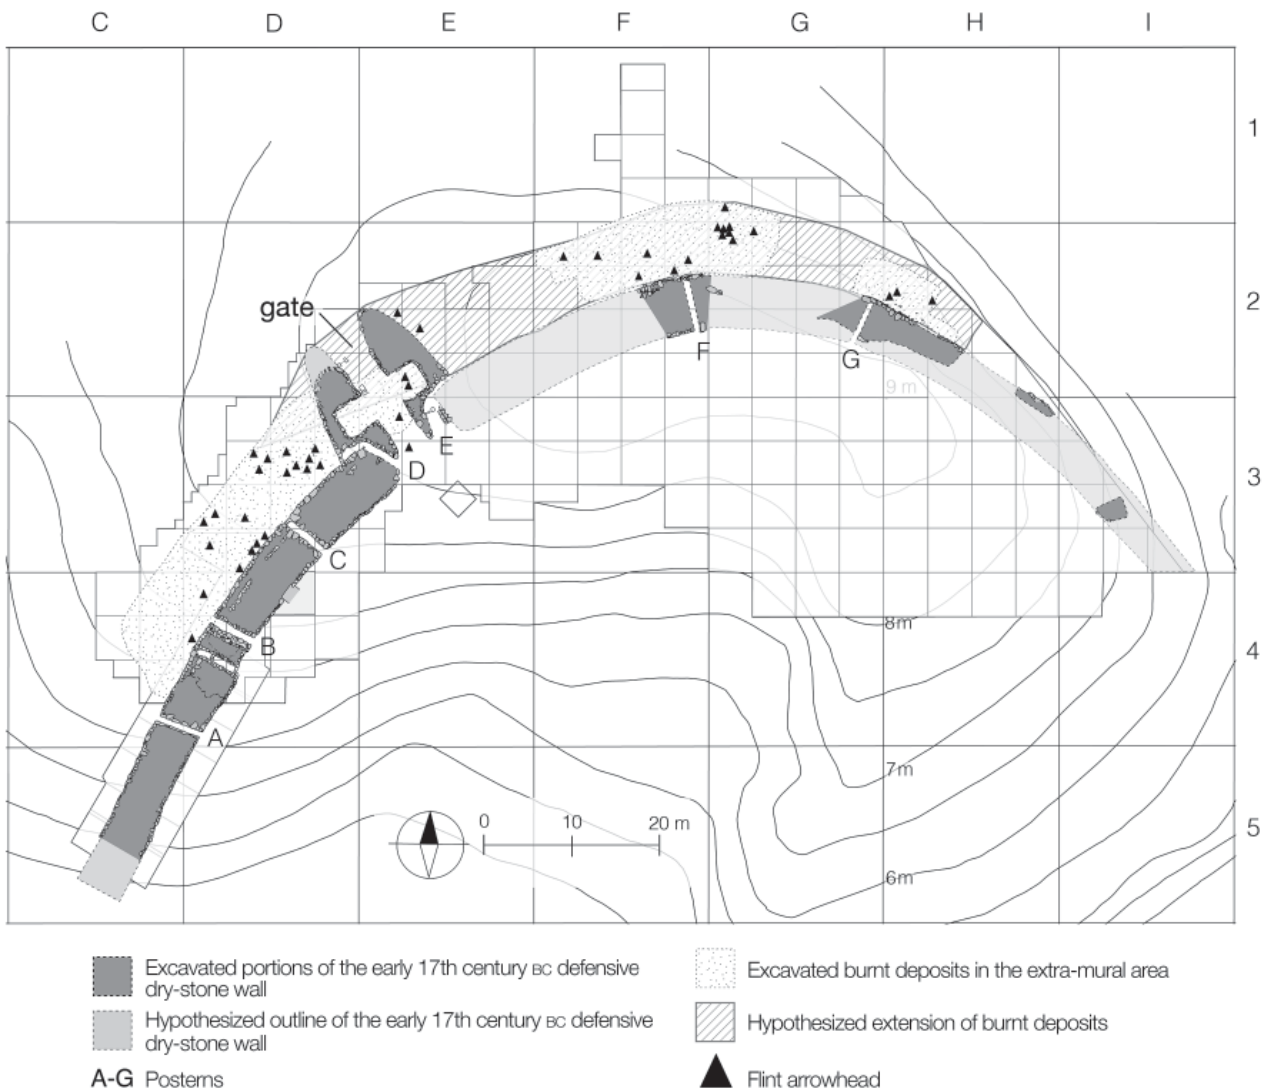 C D E F G H I
1
gate
2
F
G
9 m
E
D
3
C
8m
B
4
A
7m
0 10 20 m
5
6m
Excavated portions of the early 17th century BC defensive
dry-stone wall
Hypothesized outline of the early 17th century BC defensive
dry-stone wall
A-G Posterns
Excavated burnt deposits in the extra-mural area
Hypothesized extension of burnt deposits
Flint arrowhead